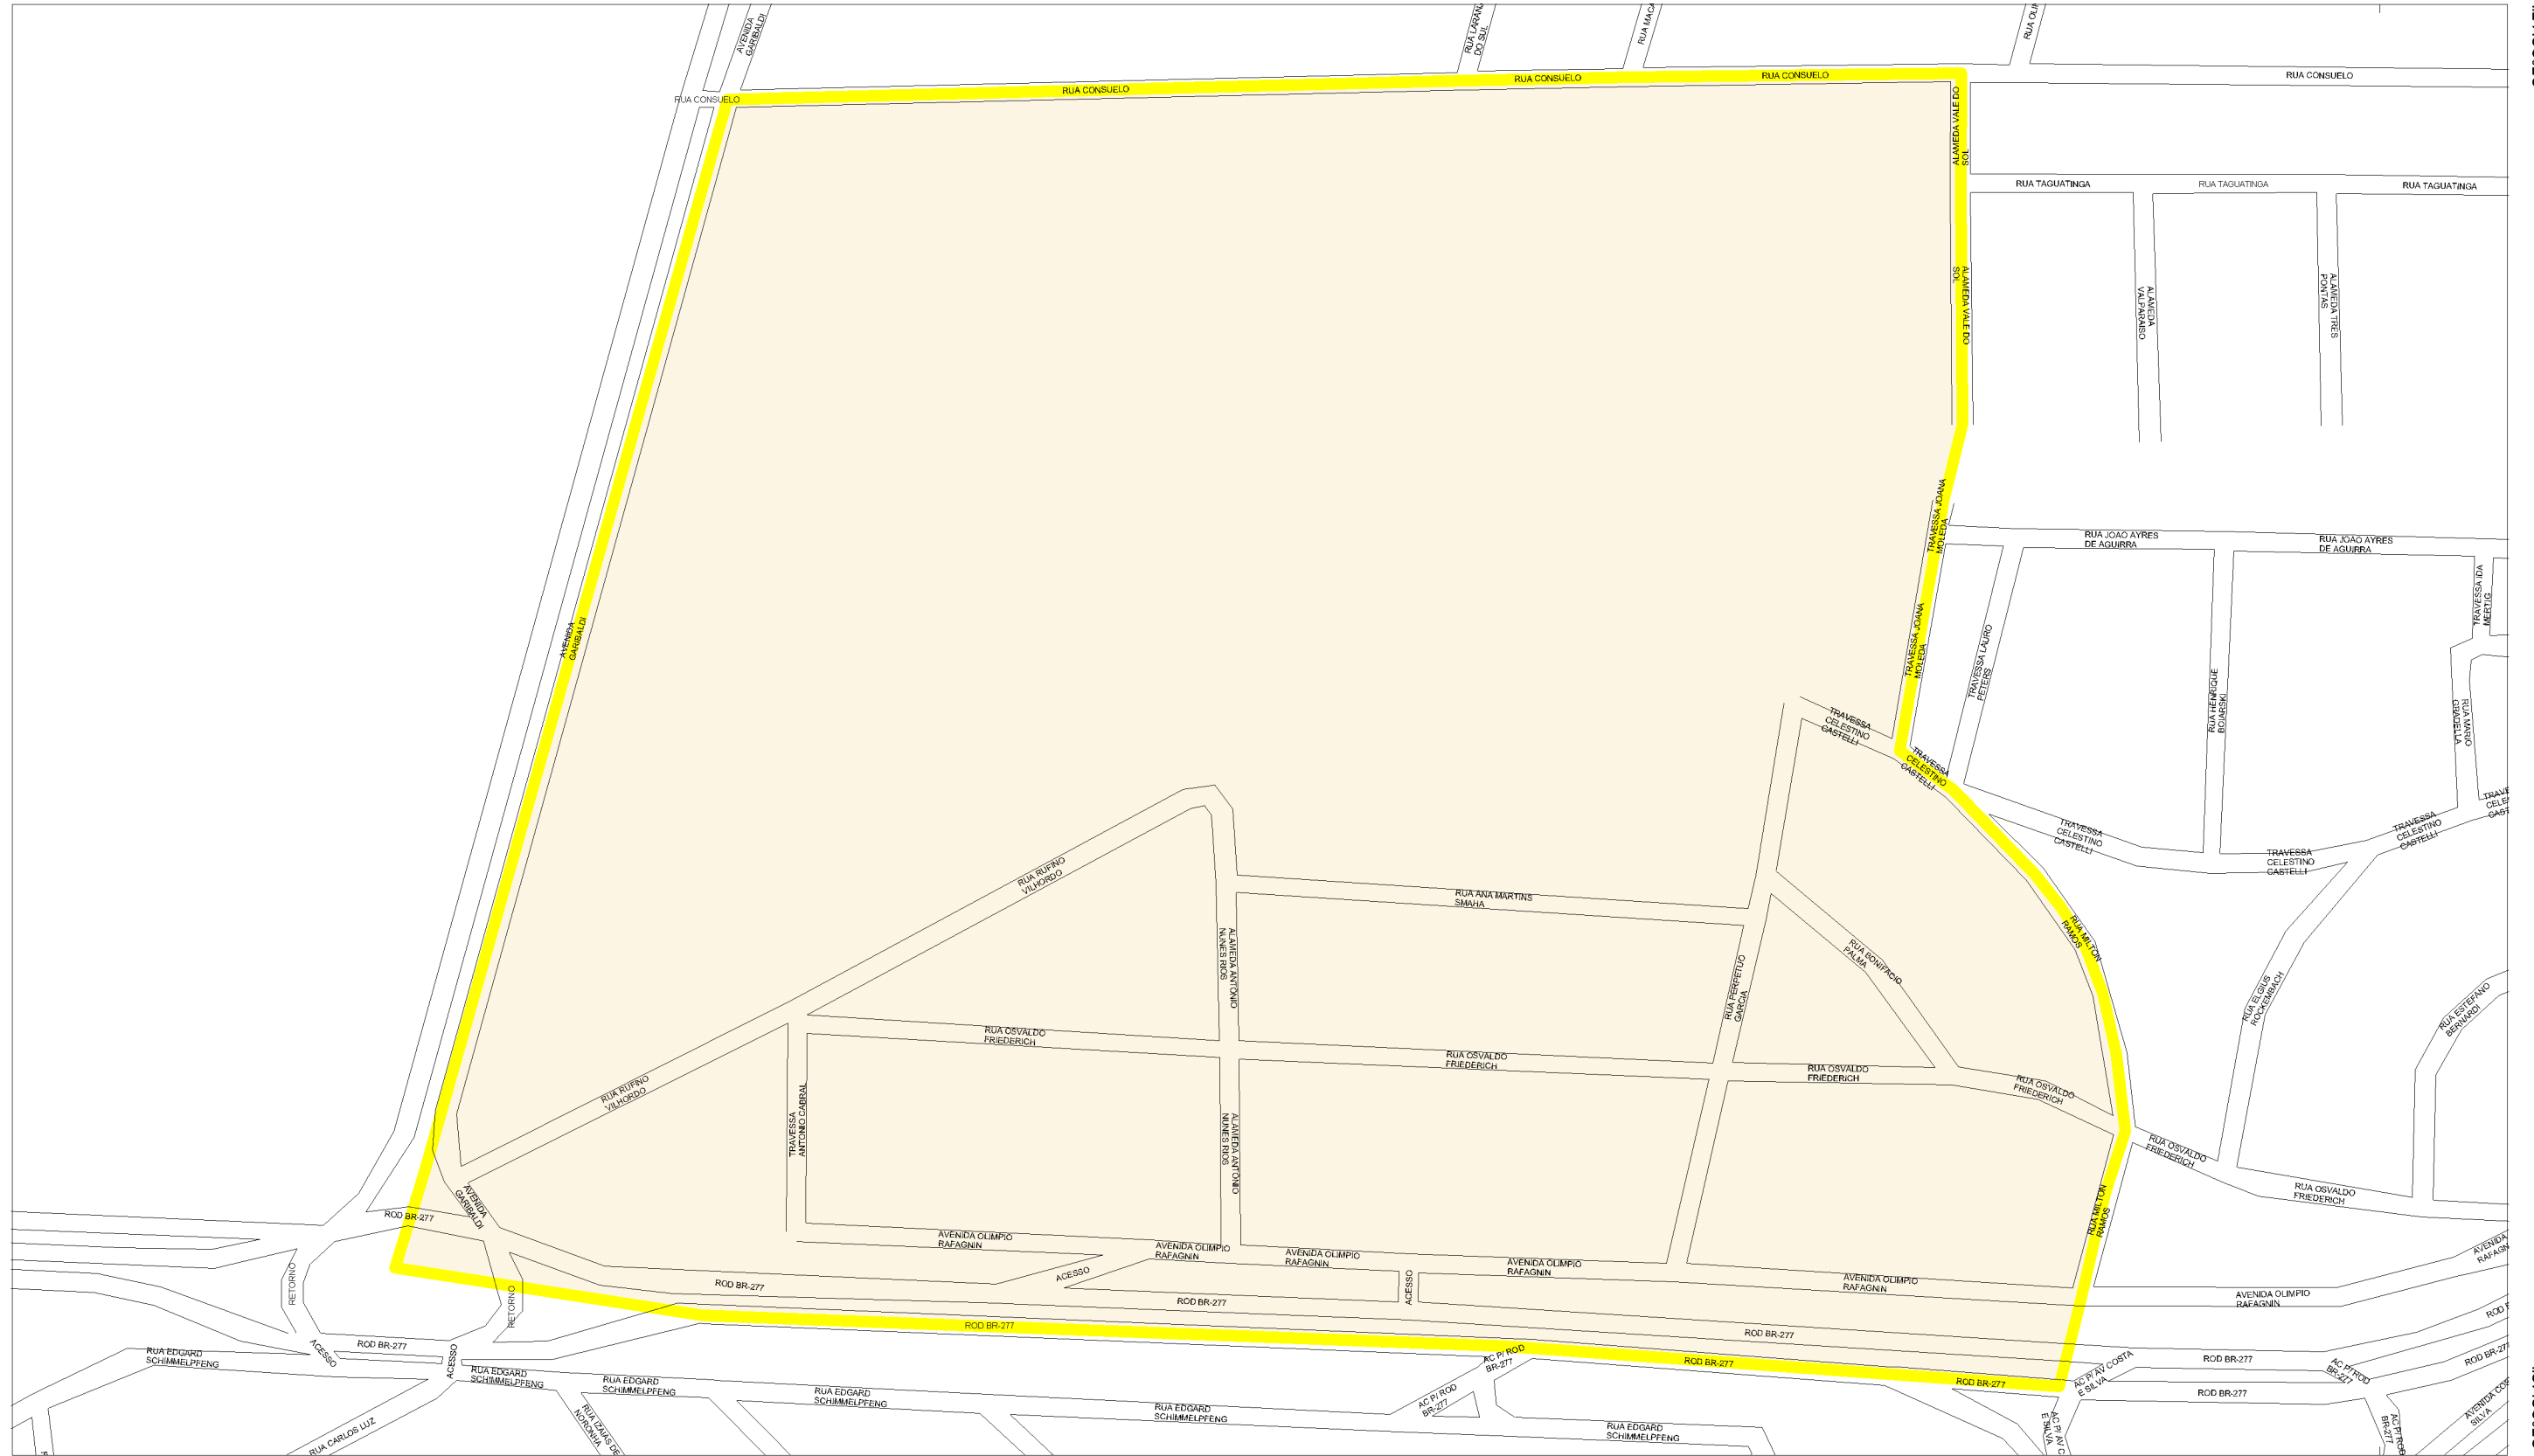 AVENIDA
GARIBALDI
DO SUL
RUA CONSUELO
RUA CONSUELO
RUA CONSUELO
RUA CONSUELO
RUA CONSUELO
ALAMEDA VALE DO
SOL
RUA TAGUATINGA
RUA TAGUATINGA
RUA TAGUATINGA
ALAMEDA VALE DO
SOL
ALAMEDA
VALPARAISO
ALAMEDA TRES
PONTAS
TRAVESSA JOANA
MOLEDA
RUA JOAO AYRES
DE AGUIRRA
RUA JOAO AYRES
DE AGUIRRA
TRAVESSA IDA
MERTIG
AVENIDA
GARIBALDI
TRAVESSA JOANA
MOLEDA
TRAVESSA LAURO
PETERS
RUA HENRIQUE
BOIARSKI
RUA MARIO
GRADELLA
TRAVESSA
CELESTINO
CASTELLI
TRAVESSA
CELESTINO
CASTELLI
TRAVESSA
CELESTINO
CASTELLI
TRAVESSA
CELESTINO
CASTELLI
TRAVESSA
CELESTINO
CASTELLI
RUA RUFINO
VILHORDO
RUA ANA MARTINS
SMAHA
ALAMEDA ANTONIO
NUNES RIOS
RUA PERPETUO
GARCIA
RUA BONIFACIO
PALMA
RUA MILTON
RAMOS
RUA ELGIUS
ROCKEMBACH
RUA ESTEFANO
BERNARDI
RUA OSVALDO
FRIEDERICH
RUA OSVALDO
FRIEDERICH
RUA OSVALDO
FRIEDERICH
RUA OSVALDO
FRIEDERICH
RUA RUFINO
VILHORDO
TRAVESSA
ANTONIO CABRAL
ALAMEDA ANTONIO
NUNES RIOS
RUA OSVALDO
FRIEDERICH
RUA OSVALDO
FRIEDERICH
AVENIDA
GARIBALDI
ROD BR-277
RUA MILTON
RAMOS
AVENIDA OLIMPIO
RAFAGNIN
AVENIDA OLIMPIO
RAFAGNIN
AVENIDA OLIMPIO
RAFAGNIN
AVENIDA OLIMPIO
RAFAGNIN
AVENIDA OLIMPIO
RAFAGNIN
AVENIDA OLIMPIO
RAFAGNIN
AVENIDA
RETORNO
RETORNO
ACESSO
ACESSO
ROD BR-277
ROD BR-277
ROD BR-277
ROD BR-277
ROD BR-277
ACESSO
ACESSO
RUA EDGARD
SCHIMMELPFENG
RUA EDGARD
SCHIMMELPFENG
RUA EDGARD
SCHIMMELPFENG
RUA EDGARD
SCHIMMELPFENG
RUA EDGARD
SCHIMMELPFENG
RUA EDGARD
SCHIMMELPFENG
AC P/ ROD
BR-277
AC P/ ROD
BR-277
ROD BR-277
ROD BR-277
AC P/ AV COSTA
E SILVA
ROD BR-277
ROD BR-277
AC P/ ROD
BR-277
AC P/ ROD
BR-277
RUA CARLOS LUZ
RUA IZAIAS DE
NORONHA
E SILVA
SILVA